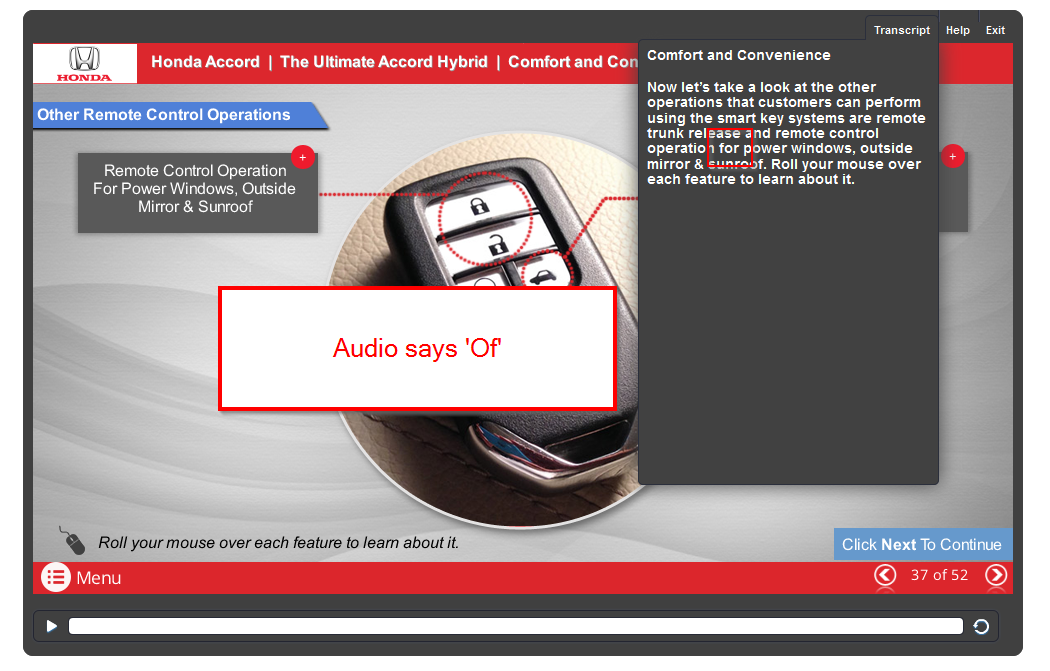 Transcript Help Exit
HONDA
Honda Accord | The Ultimate Accord Hybrid | Comfort and Con
Comfort and Convenience
Now let's take a look at the other
operations that customers can perform
using the smart key systems are remote
trunk release and remote control
operation for power windows, outside
mirror & sunroof. Roll your mouse over
each feature to learn about it.
Other Remote Control Operations
Remote Control Operation
For Power Windows, Outside
Mirror & Sunroof
+
+
Audio says 'Of'
Roll your mouse over each feature to learn about it.
Click Next To Continue
Menu
37 of 52